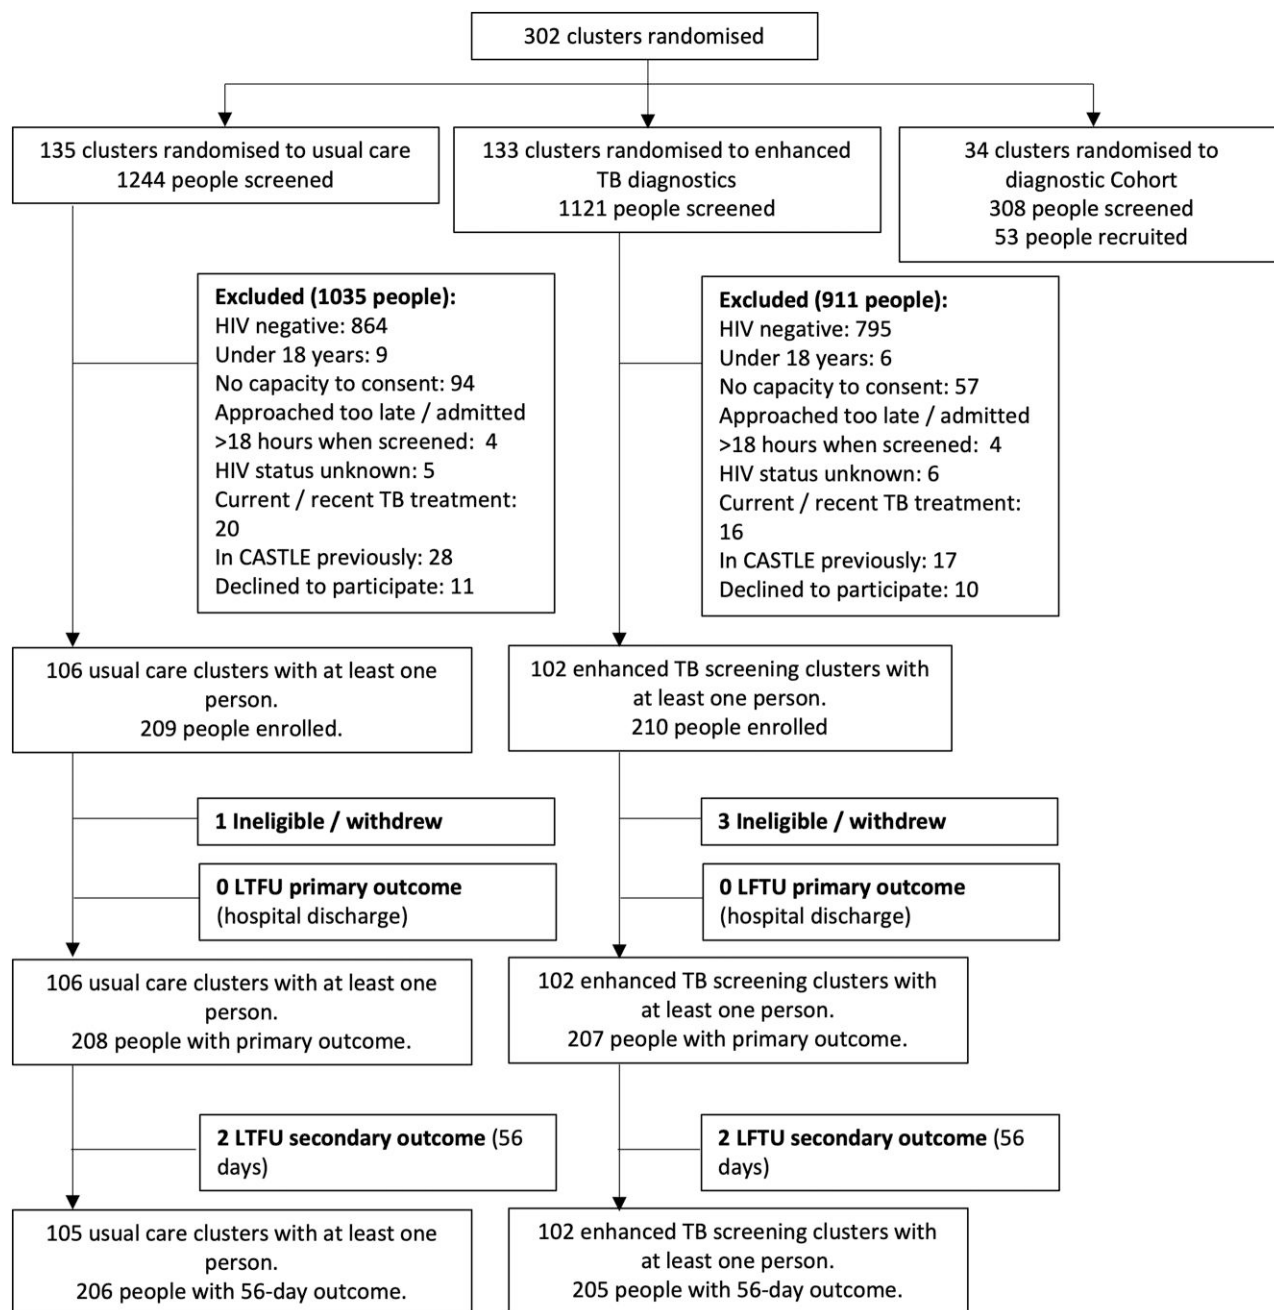 302 clusters randomised
135 clusters randomised to usual care
1244 people screened
133 clusters randomised to enhanced
TB diagnostics
1121 people screened
34 clusters randomised to
diagnostic Cohort
308 people screened
53 people recruited
Excluded (1035 people):
HIV negative: 864
Under 18 years: 9
No capacity to consent: 94
Approached too late / admitted
>18 hours when screened:  4
HIV status unknown: 5
Current / recent TB treatment:
20
In CASTLE previously: 28
Declined to participate: 11
Excluded (911 people):
HIV negative: 795
Under 18 years: 6
No capacity to consent: 57
Approached too late / admitted
>18 hours when screened:  4
HIV status unknown: 6
Current / recent TB treatment:
16
In CASTLE previously: 17
Declined to participate: 10
106 usual care clusters with at least one
person.
209 people enrolled.
102 enhanced TB screening clusters with
at least one person.
210 people enrolled
1 Ineligible / withdrew
3 Ineligible / withdrew
0 LTFU primary outcome
(hospital discharge)
0 LFTU primary outcome
(hospital discharge)
106 usual care clusters with at least one
person.
208 people with primary outcome.
102 enhanced TB screening clusters with
at least one person.
207 people with primary outcome.
2 LTFU secondary outcome (56
days)
2 LFTU secondary outcome (56
days)
105 usual care clusters with at least one
person.
206 people with 56-day outcome.
102 enhanced TB screening clusters with
at least one person.
205 people with 56-day outcome.